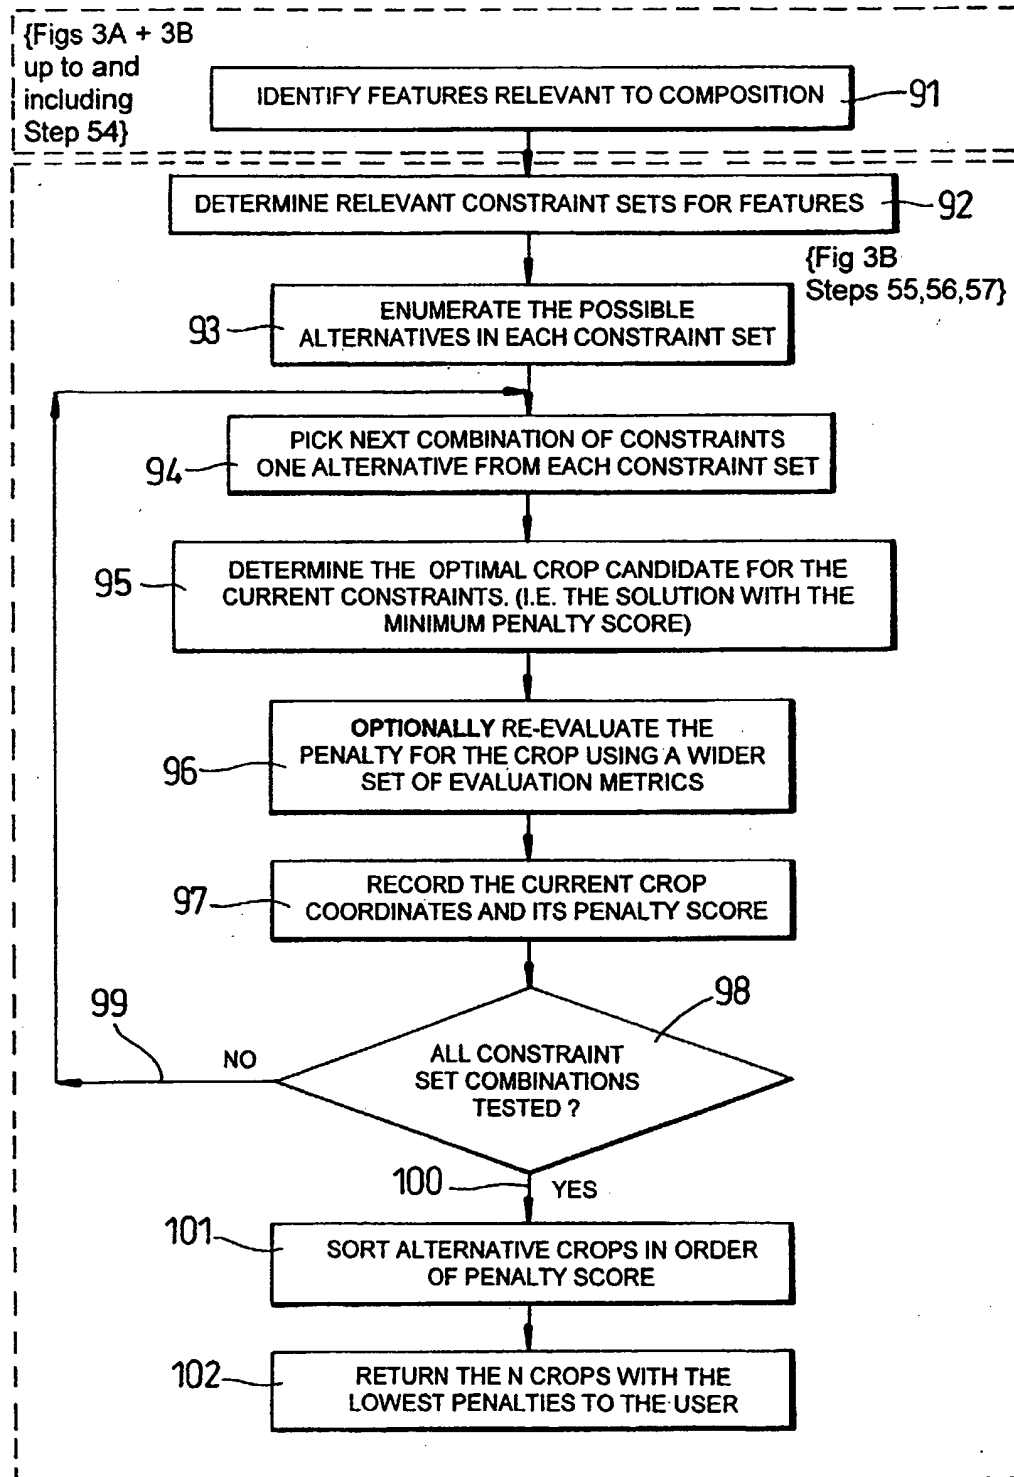 {Figs 3A + 3B
up to and
including
Step 54}
IDENTIFY FEATURES RELEVANT TO COMPOSITION
91
DETERMINE RELEVANT CONSTRAINT SETS FOR FEATURES
92
{Fig 3B
Steps 55,56,57}
93
ENUMERATE THE POSSIBLE
ALTERNATIVES IN EACH CONSTRAINT SET
94
PICK NEXT COMBINATION OF CONSTRAINTS
ONE ALTERNATIVE FROM EACH CONSTRAINT SET
95
DETERMINE THE OPTIMAL CROP CANDIDATE FOR THE
CURRENT CONSTRAINTS. (I.E. THE SOLUTION WITH THE
MINIMUM PENALTY SCORE)
96
OPTIONALLY RE-EVALUATE THE
PENALTY FOR THE CROP USING A WIDER
SET OF EVALUATION METRICS
97
RECORD THE CURRENT CROP
COORDINATES AND ITS PENALTY SCORE
98
99
NO
ALL CONSTRAINT
SET COMBINATIONS
TESTED ?
100
YES
101
SORT ALTERNATIVE CROPS IN ORDER
OF PENALTY SCORE
102
RETURN THE N CROPS WITH THE
LOWEST PENALTIES TO THE USER